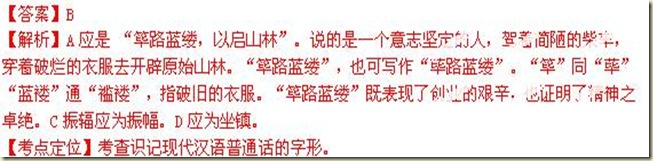 【答案】B
【解析】A应是 “筚路蓝缕，以启山林”。说的是一个意志坚定的人，驾着简陋的柴车，
穿着破烂的衣服去开辟原始山林。“筚路蓝缕”，也可写作“荜路蓝缕”。“筚”同“荜”
“蓝褛”通“褴褛”，指破旧的衣服。“筚路蓝缕”既表现了创业的艰辛，也证明了精神之
卓绝。C振辐应为振幅。D应为坐镇。
【考点定位】考查识记现代汉语普通话的字形。